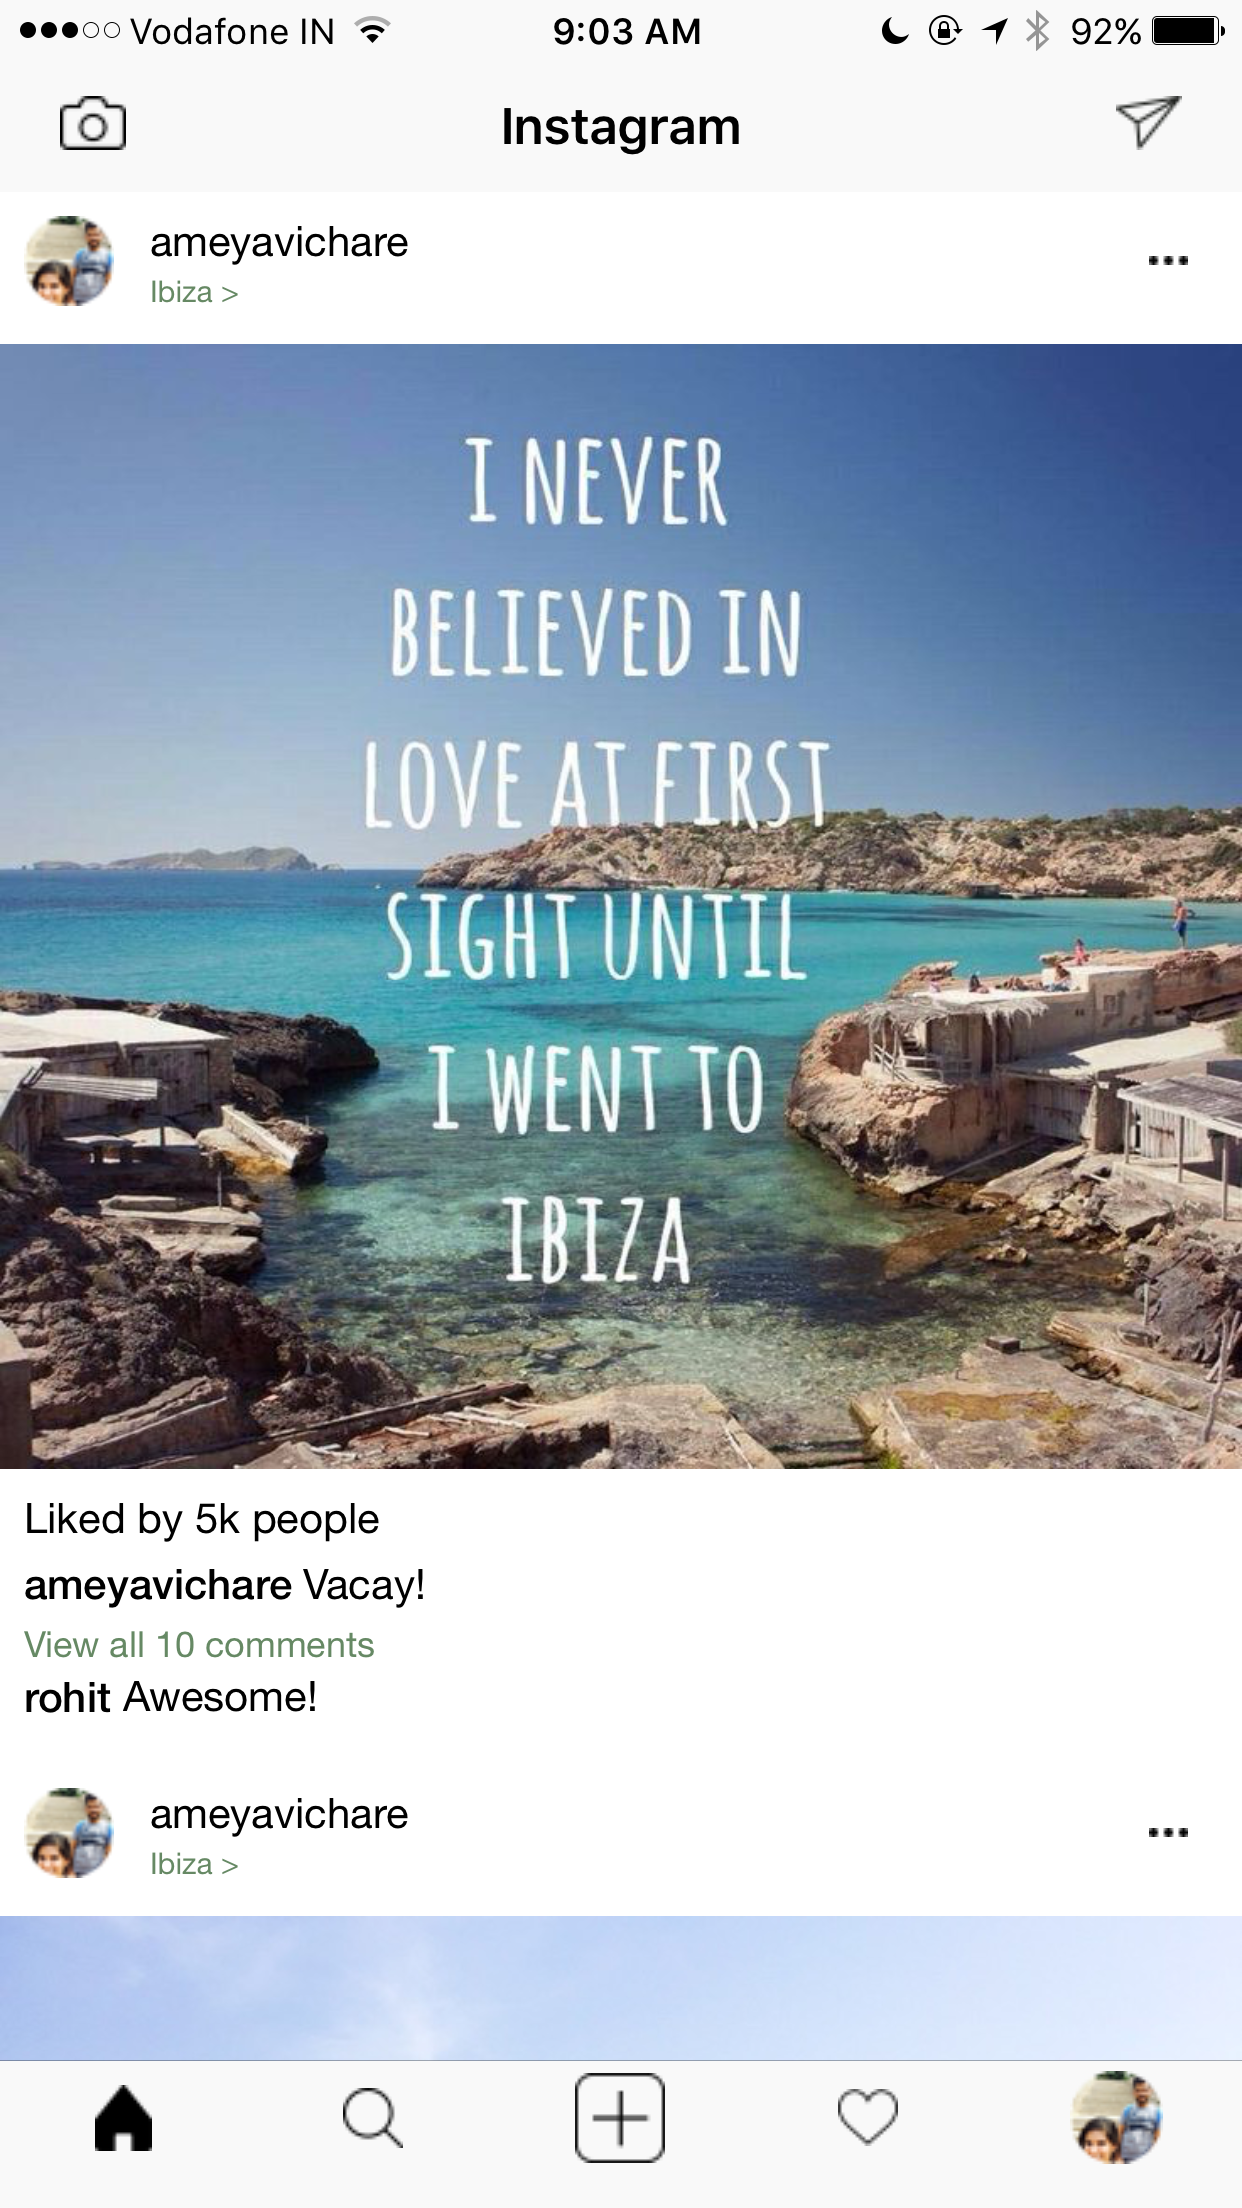 Vodafone IN
9:03 AM
92%
Instagram
ameyavichare
Ibiza >
I NEVER
BELIEVED IN
LOVE AT FIRST
SIGHT UNTIL
I WENT TO
IBIZA
Liked by 5k people
ameyavichare Vacay!
View all 10 comments
rohit Awesome!
ameyavichare
Ibiza >